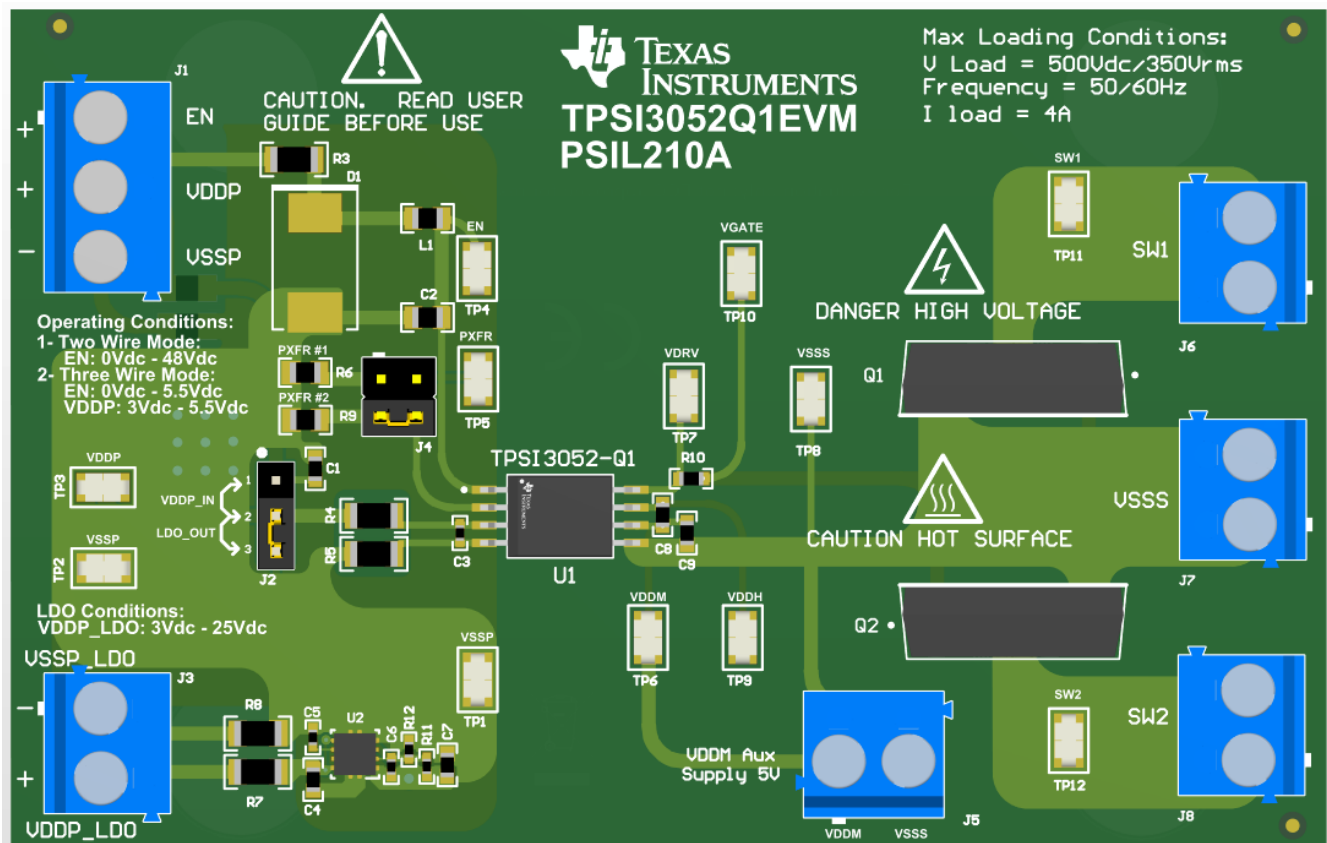 J1
EN
+
VDDP
+
VSSP
−
CAUTION. READ USER
GUIDE BEFORE USE
TEXAS
INSTRUMENTS
TPSI3052Q1EVM
PSIL210A
Max Loading Conditions:
V Load = 500Vdc/350Vrms
Frequency = 50/60Hz
I load = 4A
R3
D1
L1
C2
EN
TP4
PXFR
TP5
VGATE
TP10
SW1
TP11
SW1
J6
DANGER HIGH VOLTAGE
Operating Conditions:
1- Two Wire Mode:
EN: 0Vdc - 48Vdc
2- Three Wire Mode:
EN: 0Vdc - 5.5Vdc
VDDP: 3Vdc - 5.5Vdc
PXFR #1
R6
PXFR #2
R9
J4
VDRV
TP7
VSSS
TP8
Q1
VDDP
TP3
VSSP
TP2
VDDP_IN
LDO_OUT
1
2
3
J2
C1
R4
R5
C3
TPSI3052-Q1
TEXAS
INSTRUMENTS
U1
R10
C8
C9
CAUTION HOT SURFACE
VSSS
J7
LDO Conditions:
VDDP_LDO: 3Vdc - 25Vdc
VSSP_LDO
J3
−
+
VDDP_LDO
R8
R7
C5
C4
U2
C6
R12
R11
C7
VSSP
TP1
VDDM
TP6
VDDH
TP9
Q2
VDDM Aux
Supply 5V
J5
VDDM
VSSS
SW2
TP12
SW2
J8